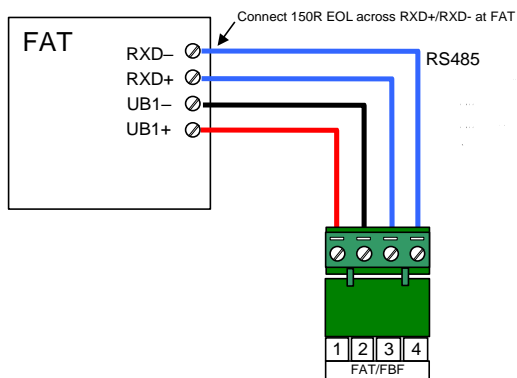 Connect 150R EOL across RXD+/RXD- at FAT
FAT
RXD–
RXD+
UB1–
UB1+
RS485
1 2 3 4
FAT/FBF